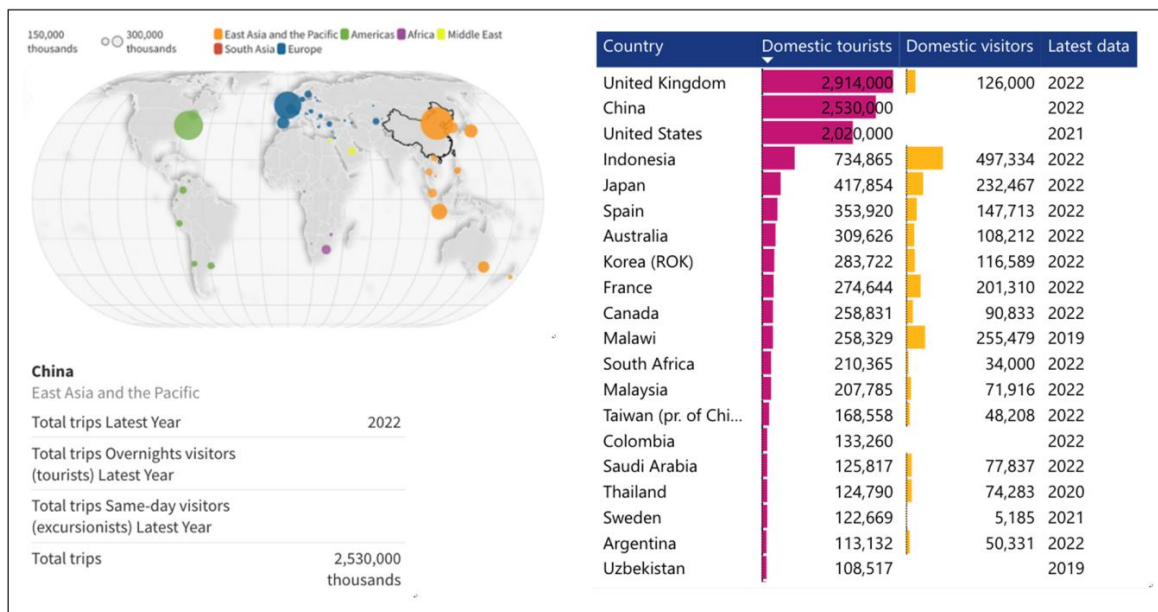 150,000 thousands
300,000 thousands
East Asia and the Pacific Americas Africa Middle East
South Asia Europe
China
East Asia and the Pacific
Total trips Latest Year 2022
Total trips Overnights visitors
(tourists) Latest Year
Total trips Same-day visitors
(excursionists) Latest Year
Total trips 2,530,000
thousands
Country Domestic tourists Domestic visitors Latest data
United Kingdom 2,914,000 126,000 2022
China 2,530,000 2022
United States 2,020,000 2021
Indonesia 734,865 497,334 2022
Japan 417,854 232,467 2022
Spain 353,920 147,713 2022
Australia 309,626 108,212 2022
Korea (ROK) 283,722 116,589 2022
France 274,644 201,310 2022
Canada 258,831 90,833 2022
Malawi 258,329 255,479 2019
South Africa 210,365 34,000 2022
Malaysia 207,785 71,916 2022
Taiwan (pr. of Chi... 168,558 48,208 2022
Colombia 133,260 2022
Saudi Arabia 125,817 77,837 2022
Thailand 124,790 74,283 2020
Sweden 122,669 5,185 2021
Argentina 113,132 50,331 2022
Uzbekistan 108,517 2019